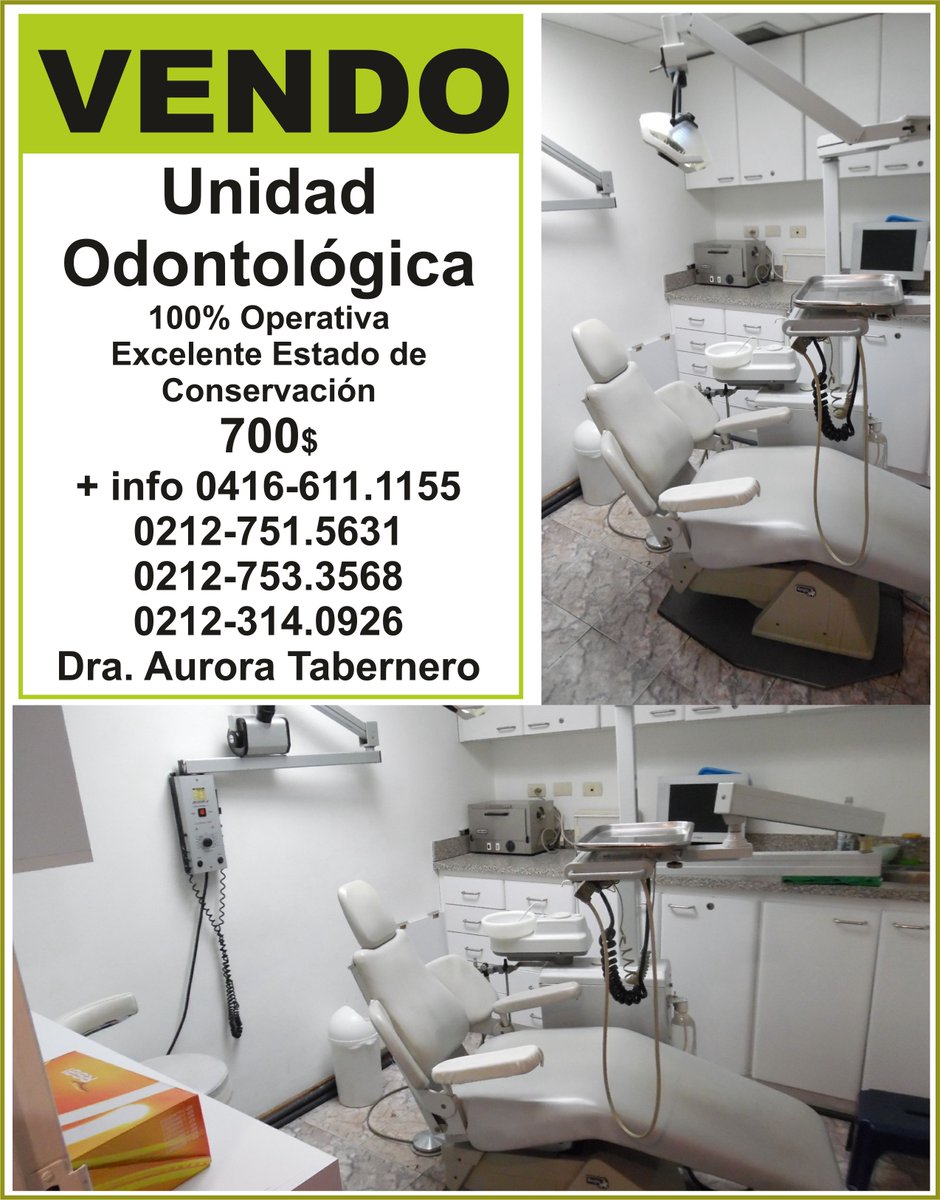 VENDO
Unidad
Odontológica
100% Operativa
Excelente Estado de
Conservación
700$
+ info 0416-611.1155
0212-751.5631
0212-753.3568
0212-314.0926
Dra. Aurora Tabernero